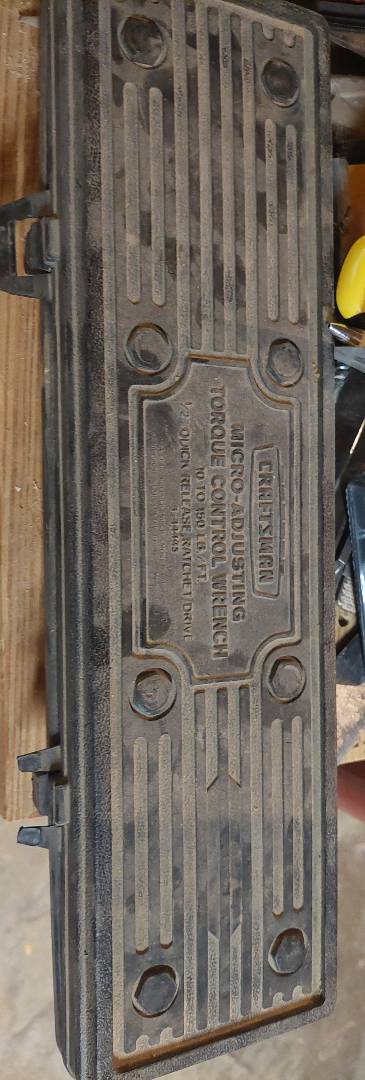 CRAFTSMAN
MICRO-ADJUSTING
TORQUE CONTROL WRENCH
10 TO 150 LB. / FT
1/2 QUICK RELEASE RATCHET DRIVE